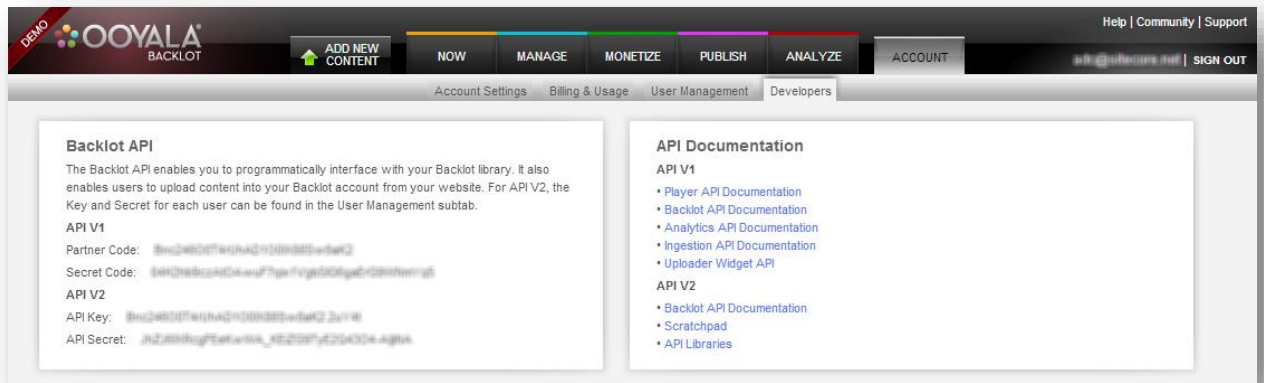 DEMO
OOYALA
BACKLOT
Help | Community | Support
ADD NEW CONTENT
NOW
MANAGE
MONETIZE
PUBLISH
ANALYZE
ACCOUNT
| SIGN OUT
Account Settings
Billing & Usage
User Management
Developers
Backlot API
The Backlot API enables you to programmatically interface with your Backlot library. It also
enables users to upload content into your Backlot account from your website. For API V2, the
Key and Secret for each user can be found in the User Management subtab.
API V1
Partner Code:
Secret Code:
API V2
API Key:
API Secret:
API Documentation
API V1
• Player API Documentation
• Backlot API Documentation
• Analytics API Documentation
• Ingestion API Documentation
• Uploader Widget API
API V2
• Backlot API Documentation
• Scratchpad
• API Libraries